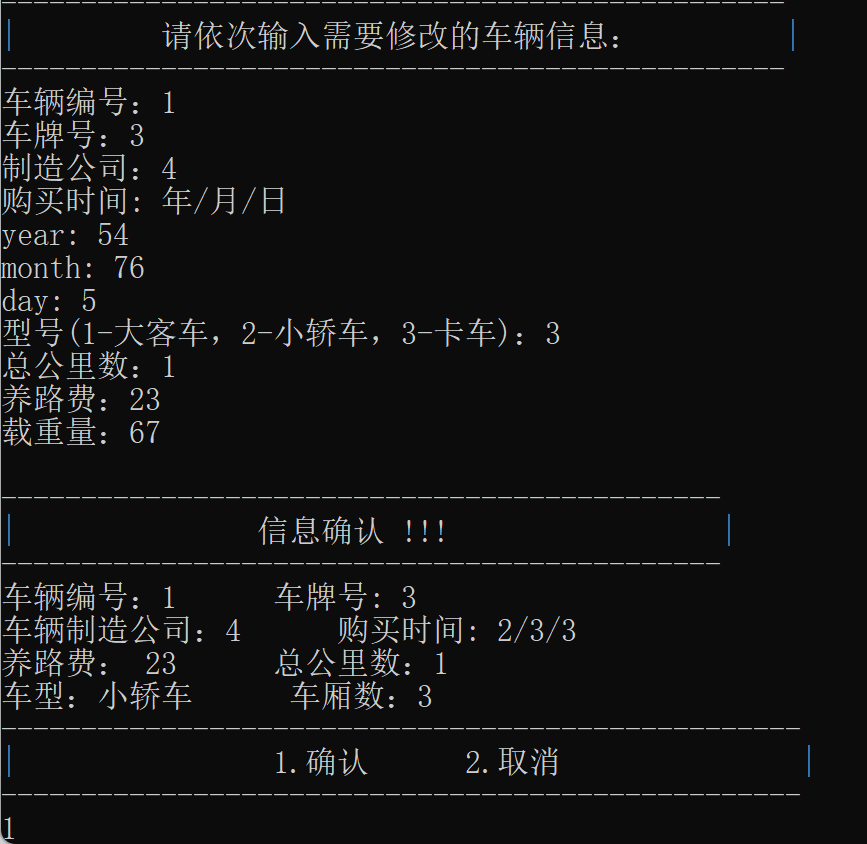 请依次输入需要修改的车辆信息：
车辆编号：1
车牌号：3
制造公司：4
购买时间: 年/月/日
year: 54
month: 76
day: 5
型号(1-大客车，2-小轿车，3-卡车)：3
总公里数：1
养路费：23
载重量：67
信息确认 !!!
车辆编号：1 车牌号: 3
车辆制造公司：4 购买时间: 2/3/3
养路费： 23 总公里数：1
车型：小轿车 车厢数：3
1.确认 2.取消
1